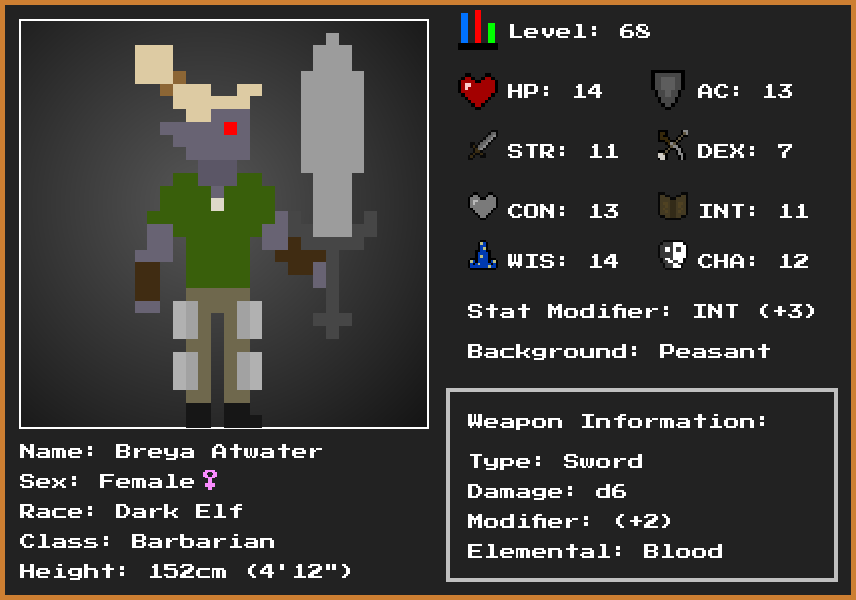 Level: 68
HP: 14
AC: 13
STR: 11
DEX: 7
CON: 13
INT: 11
WIS: 14
CHA: 12
Stat Modifier: INT (+3)
Background: Peasant
Weapon Information:
Type: Sword
Damage: d6
Modifier: (+2)
Elemental: Blood
Name: Breya Atwater
Sex: Female♀
Race: Dark Elf
Class: Barbarian
Height: 152cm (4'12")